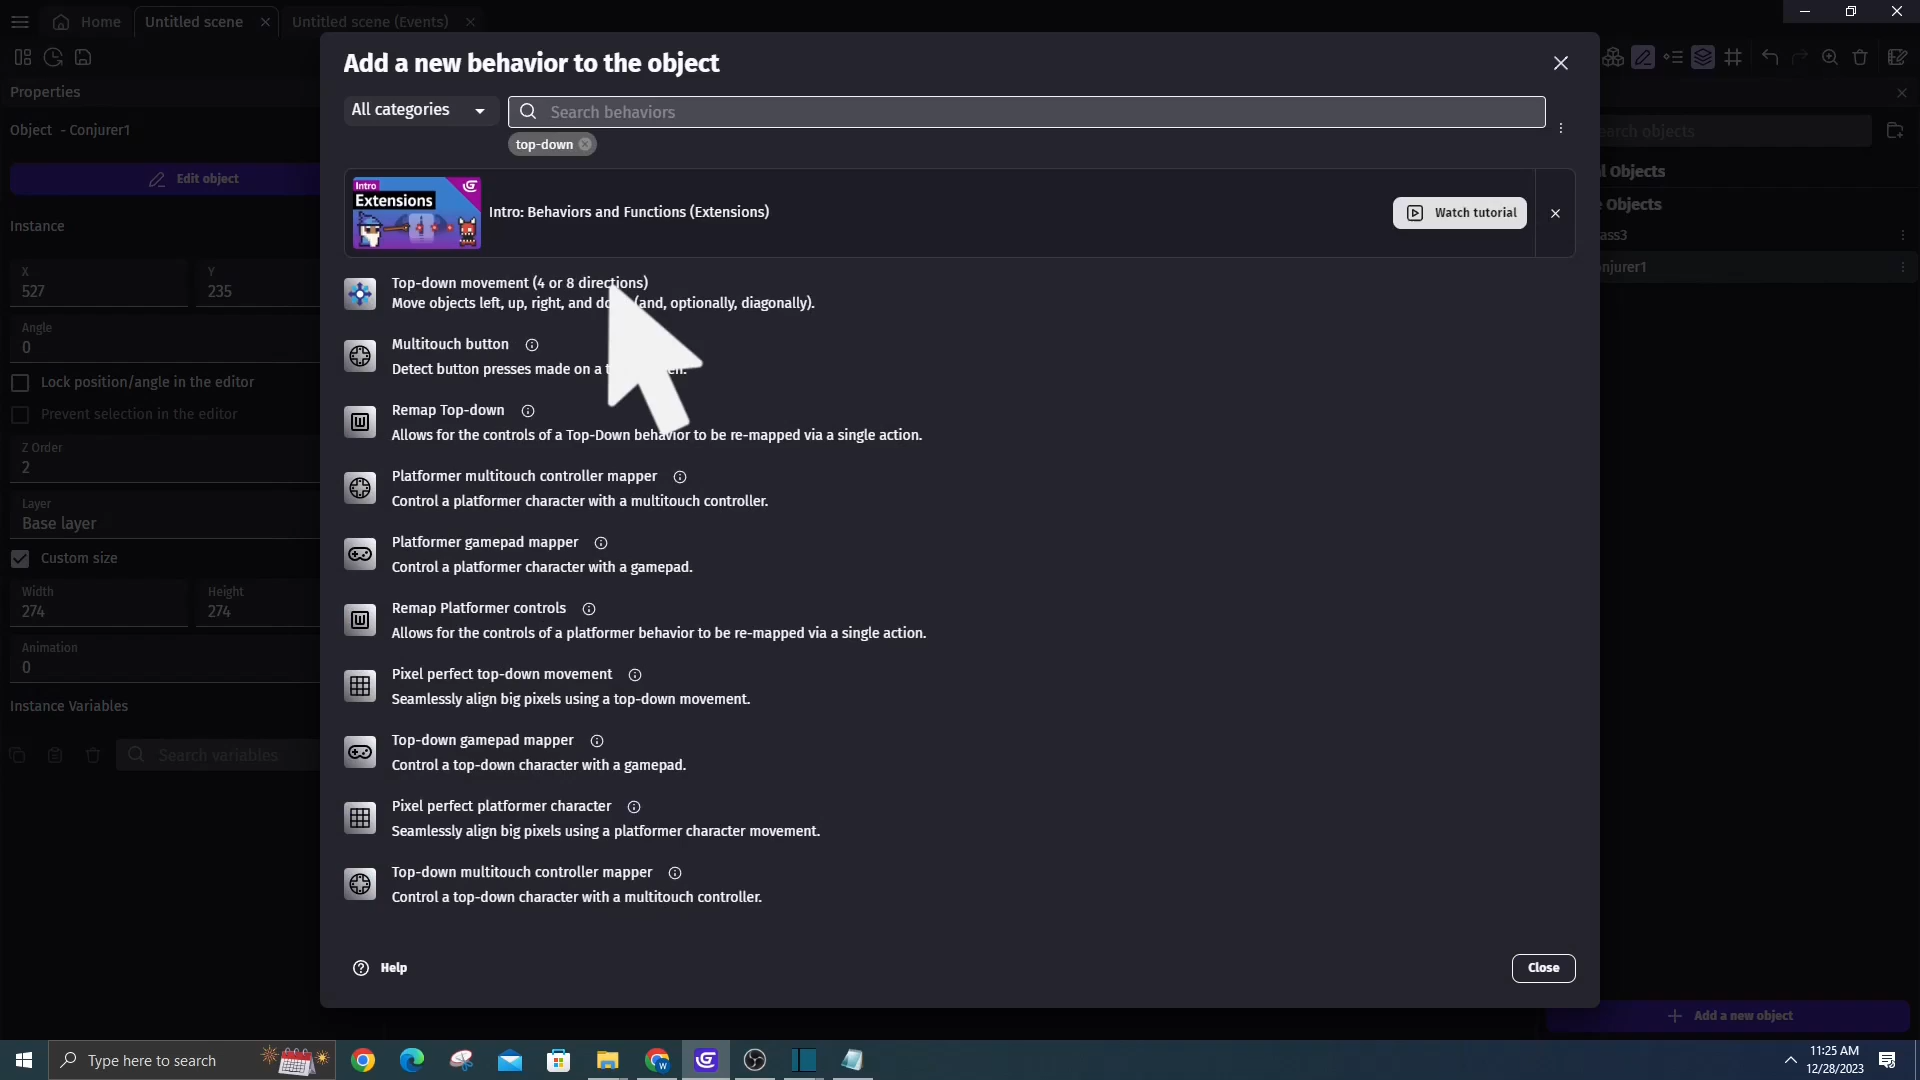 Home
Untitled scene
Untitled scene (Events)
Properties
Object - Conjurer1
Edit object
Instance
X
527
Y
235
Angle
0
Lock position/angle in the editor
Prevent selection in the editor
Z Order
2
Layer
Base layer
Custom size
Width
274
Height
274
Animation
0
Instance Variables
Search variables
Add a new behavior to the object
All categories
Search behaviors
top-down
Intro
Extensions
Intro: Behaviors and Functions (Extensions)
Watch tutorial
Top-down movement (4 or 8 directions)
Move objects left, up, right, and do (and, optionally, diagonally).
Multitouch button
Detect button presses made on a
Remap Top-down
Allows for the controls of a Top-Down behavior to be re-mapped via a single action.
Platformer multitouch controller mapper
Control a platformer character with a multitouch controller.
Platformer gamepad mapper
Control a platformer character with a gamepad.
Remap Platformer controls
Allows for the controls of a platformer behavior to be re-mapped via a single action.
Pixel perfect top-down movement
Seamlessly align big pixels using a top-down movement.
Top-down gamepad mapper
Control a top-down character with a gamepad.
Pixel perfect platformer character
Seamlessly align big pixels using a platformer character movement.
Top-down multitouch controller mapper
Control a top-down character with a multitouch controller.
Help
Close
earch objects
l Objects
Objects
ass3
njurer1
Add a new object
Type here to search
11:25 AM
12/28/2023